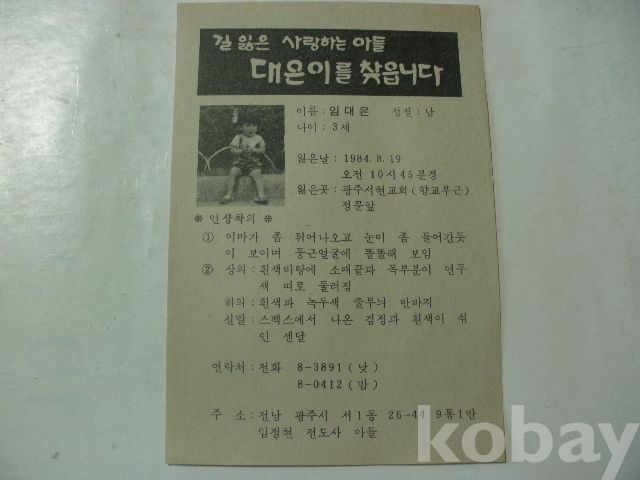 길 잃은 사랑하는 아들
대은이를 찾읍니다
이름 : 임대은 성별 : 남
나이 : 3세
잃은날 : 1984. 8. 19
오전 10시 45분경
잃은곳 : 광주서현교회 (향교부근)
정문앞
※ 인상착의 ※
① 이마가 좀 튀어나오고 눈이 좀 들어간듯
이 보이며 둥근얼굴에 똘똘해 보임
② 상의 : 흰색바탕에 소매끝과 목부분이 연두
색 띠로 둘러짐
하의 : 흰색과 녹두색 줄무늬 반바지
신발 : 스펙스에서 나온 검정과 흰색이 섞
인 센달
연락처 : 전화 8-3891 (낮)
8-0412 (밤)
주 소 : 전남 광주시 서1동 26-44 9통1반
임정현 전도사 아들
kobay